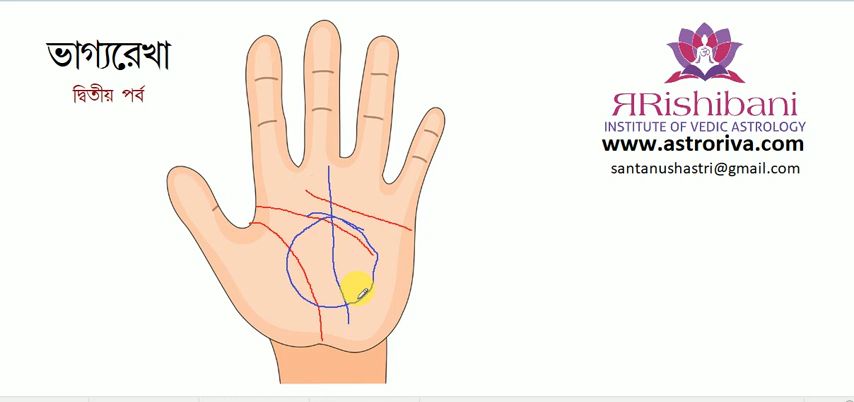 ভাগ্যরেখা
দ্বিতীয় পর্ব
RRishibani
INSTITUTE OF VEDIC ASTROLOGY
www.astroriva.com
santanushastri@gmail.com